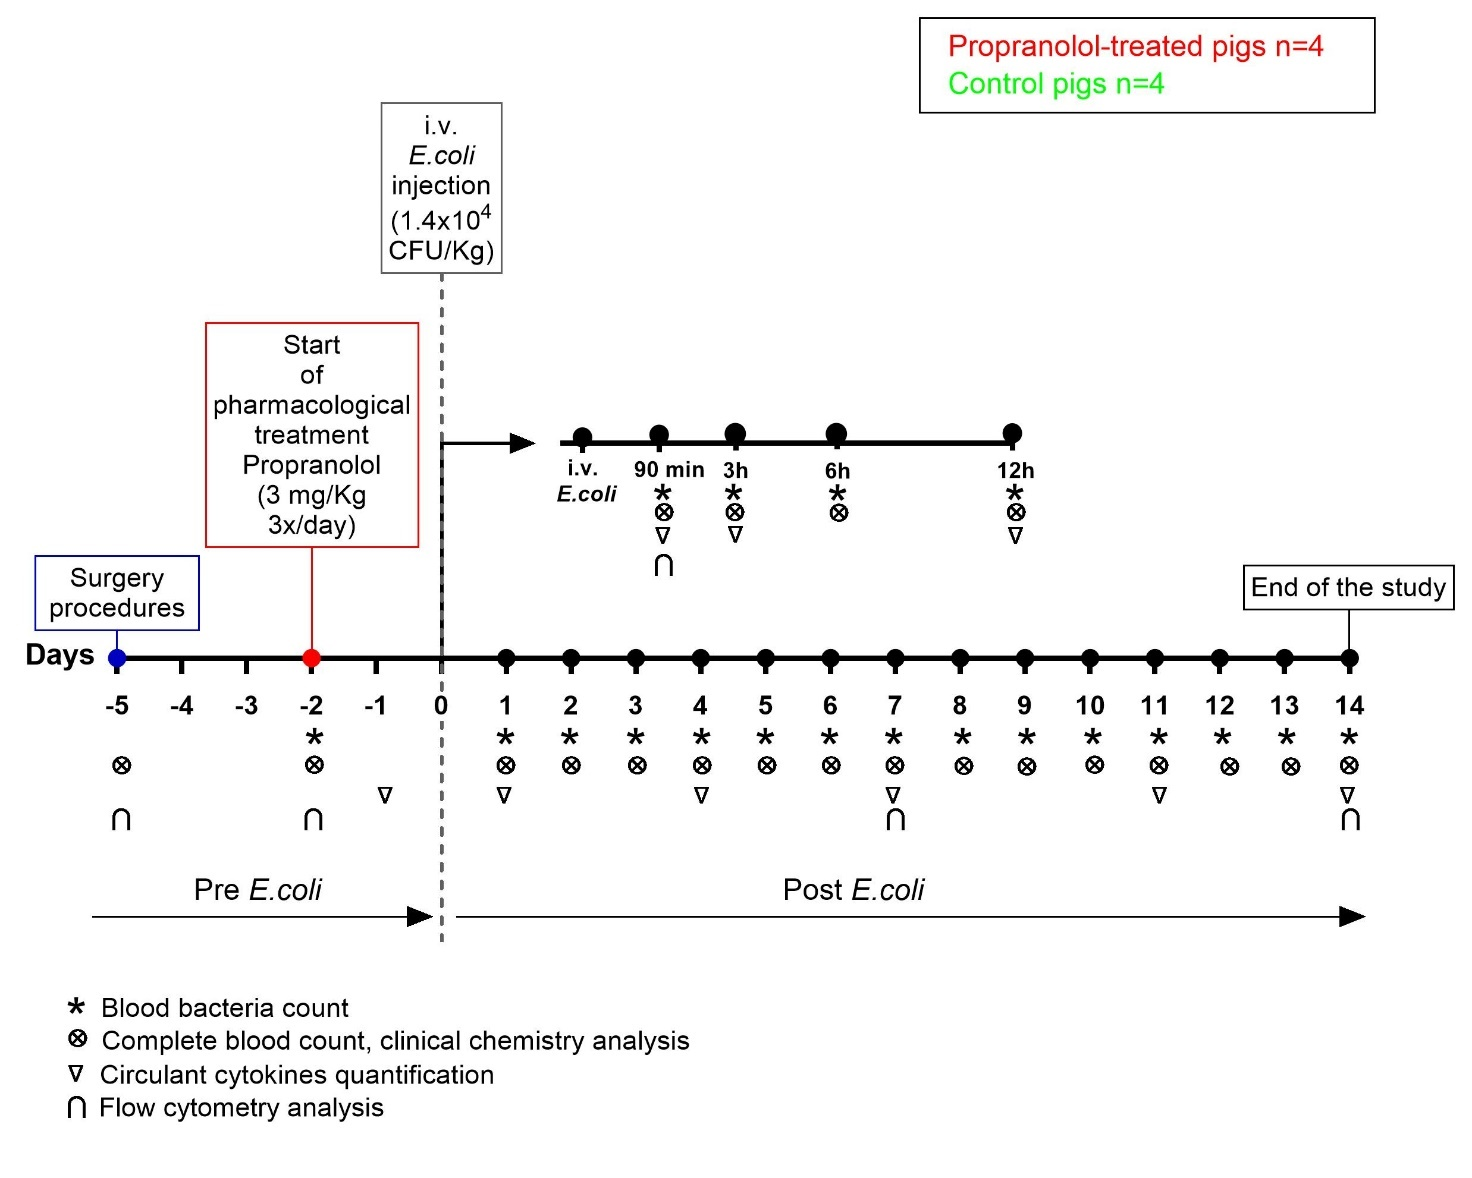 Propranolol-treated pigs n=4
Control pigs n=4
i.v.
E.coli
injection
(1.4x10⁴
CFU/Kg)
Start
of
pharmacological
treatment
Propranolol
(3 mg/Kg
3x/day)
i.v.
E.coli
90 min
3h
6h
12h
* * * *
⊗ ⊗ ⊗ ⊗
∇ ∇ ∇
∩
Surgery
procedures
End of the study
Days
-5 -4 -3 -2 -1 0 1 2 3 4 5 6 7 8 9 10 11 12 13 14
* * * * * * * * * * * * * * *
⊗ ⊗ ⊗ ⊗ ⊗ ⊗ ⊗ ⊗ ⊗ ⊗ ⊗ ⊗ ⊗ ⊗ ⊗ ⊗
∇ ∇ ∇ ∇ ∇ ∇
∩ ∩ ∩ ∩
Pre E.coli
Post E.coli
* Blood bacteria count
⊗ Complete blood count, clinical chemistry analysis
∇ Circulant cytokines quantification
∩ Flow cytometry analysis